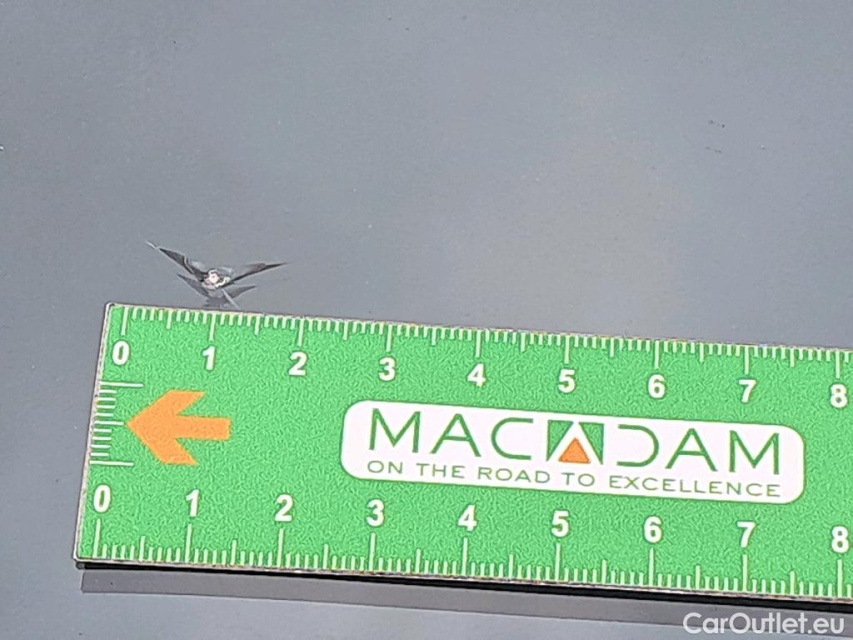 0 1 2 3 4 5 6 7 8
MACADAM
ON THE ROAD TO EXCELLENCE
0 1 2 3 4 5 6 7 8
CarOutlet.eu